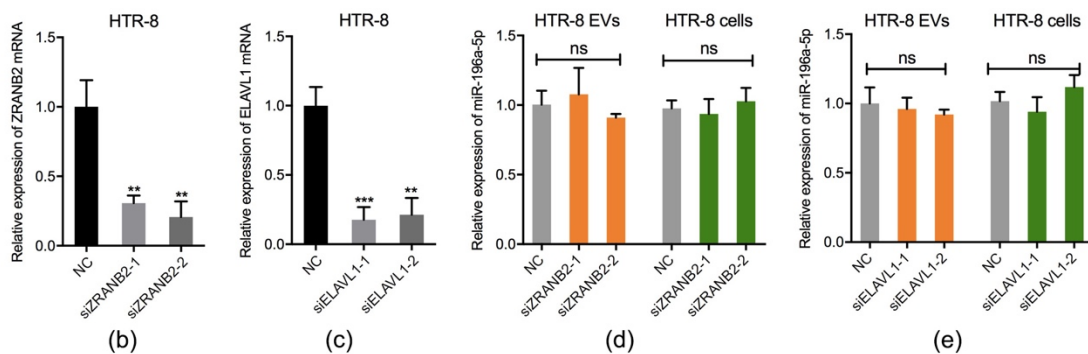 HTR-8
Relative expression of ZRANB2 mRNA
1.5
1.0
0.5
0.0
**
**
NC
siZRANB2-1
siZRANB2-2
(b)
HTR-8
Relative expression of ELAVL1 mRNA
1.5
1.0
0.5
0.0
***
**
NC
siELAVL1-1
siELAVL1-2
(c)
HTR-8 EVs
HTR-8 cells
Relative expression of miR-196a-5p
1.5
1.0
0.5
0.0
ns
ns
NC
siZRANB2-1
siZRANB2-2
NC
siZRANB2-1
siZRANB2-2
(d)
HTR-8 EVs
HTR-8 cells
Relative expression of miR-196a-5p
1.5
1.0
0.5
0.0
ns
ns
NC
siELAVL1-1
siELAVL1-2
NC
siELAVL1-1
siELAVL1-2
(e)